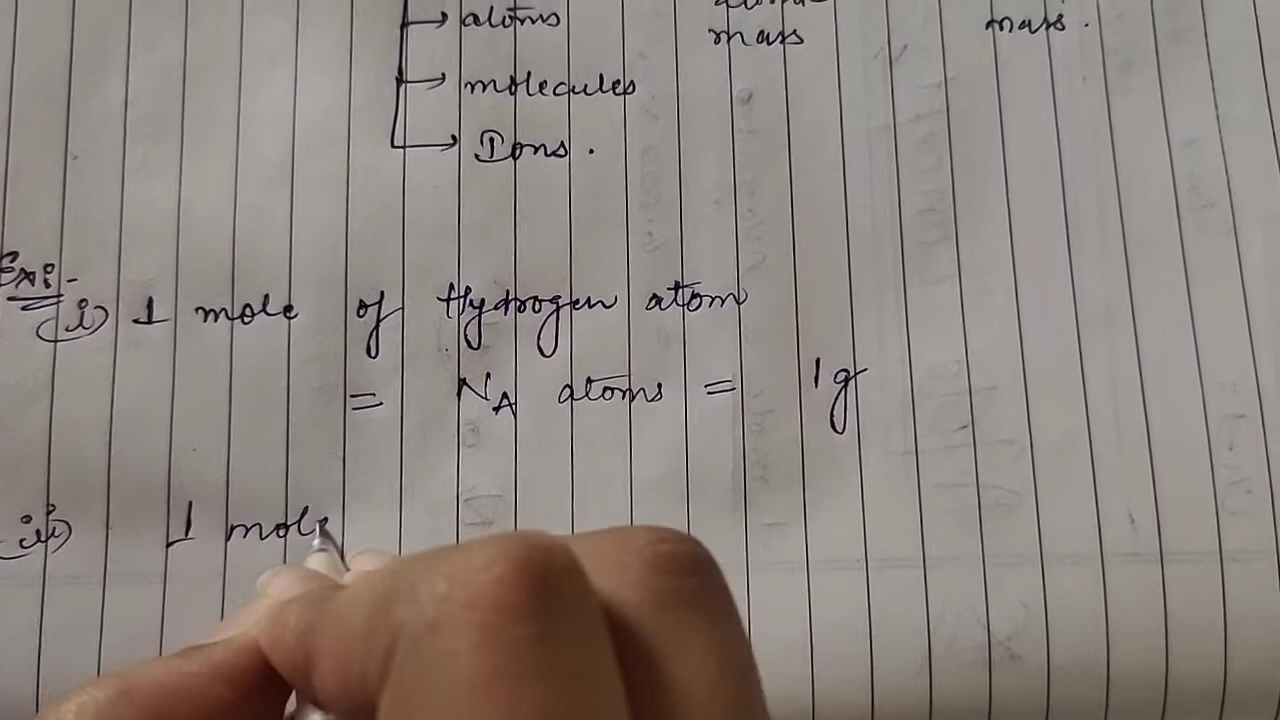 → atoms mass mass.
→ molecules
→ Ions.
Ex:-
(i) 1 mole of Hydrogen atom
= NA atoms = 1g
(ii) 1 mole